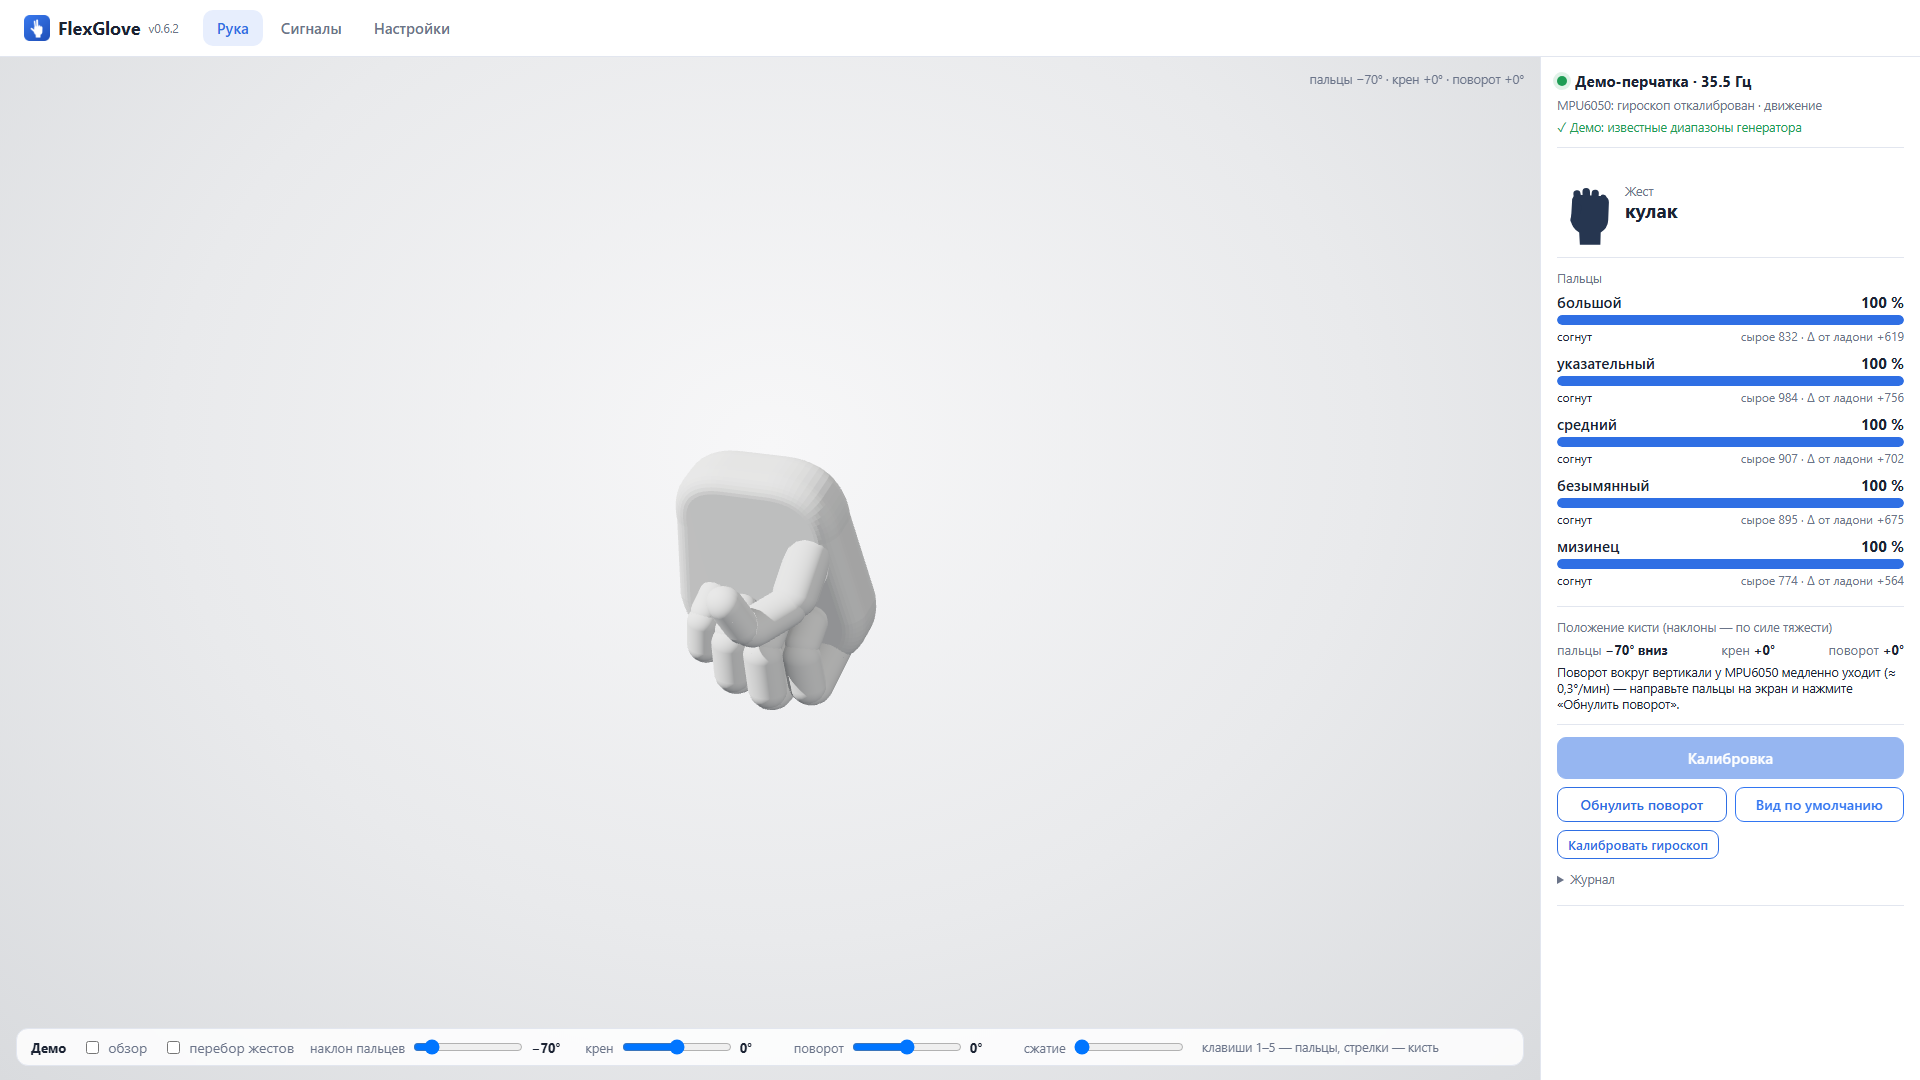 FlexGlove v0.6.2 Рука Сигналы Настройки
пальцы −70° · крен +0° · поворот +0°
Демо-перчатка · 35.5 Гц
MPU6050: гироскоп откалиброван · движение
✓ Демо: известные диапазоны генератора
Жест
кулак
Пальцы
большой 100 %
согнут сырое 832 · Δ от ладони +619
указательный 100 %
согнут сырое 984 · Δ от ладони +756
средний 100 %
согнут сырое 907 · Δ от ладони +702
безымянный 100 %
согнут сырое 895 · Δ от ладони +675
мизинец 100 %
согнут сырое 774 · Δ от ладони +564
Положение кисти (наклоны — по силе тяжести)
пальцы −70° вниз крен +0° поворот +0°
Поворот вокруг вертикали у MPU6050 медленно уходит (≈
0,3°/мин) — направьте пальцы на экран и нажмите
«Обнулить поворот».
Калибровка
Обнулить поворот Вид по умолчанию
Калибровать гироскоп
Журнал
Демо обзор перебор жестов наклон пальцев −70° крен 0° поворот 0° сжатие клавиши 1–5 — пальцы, стрелки — кисть